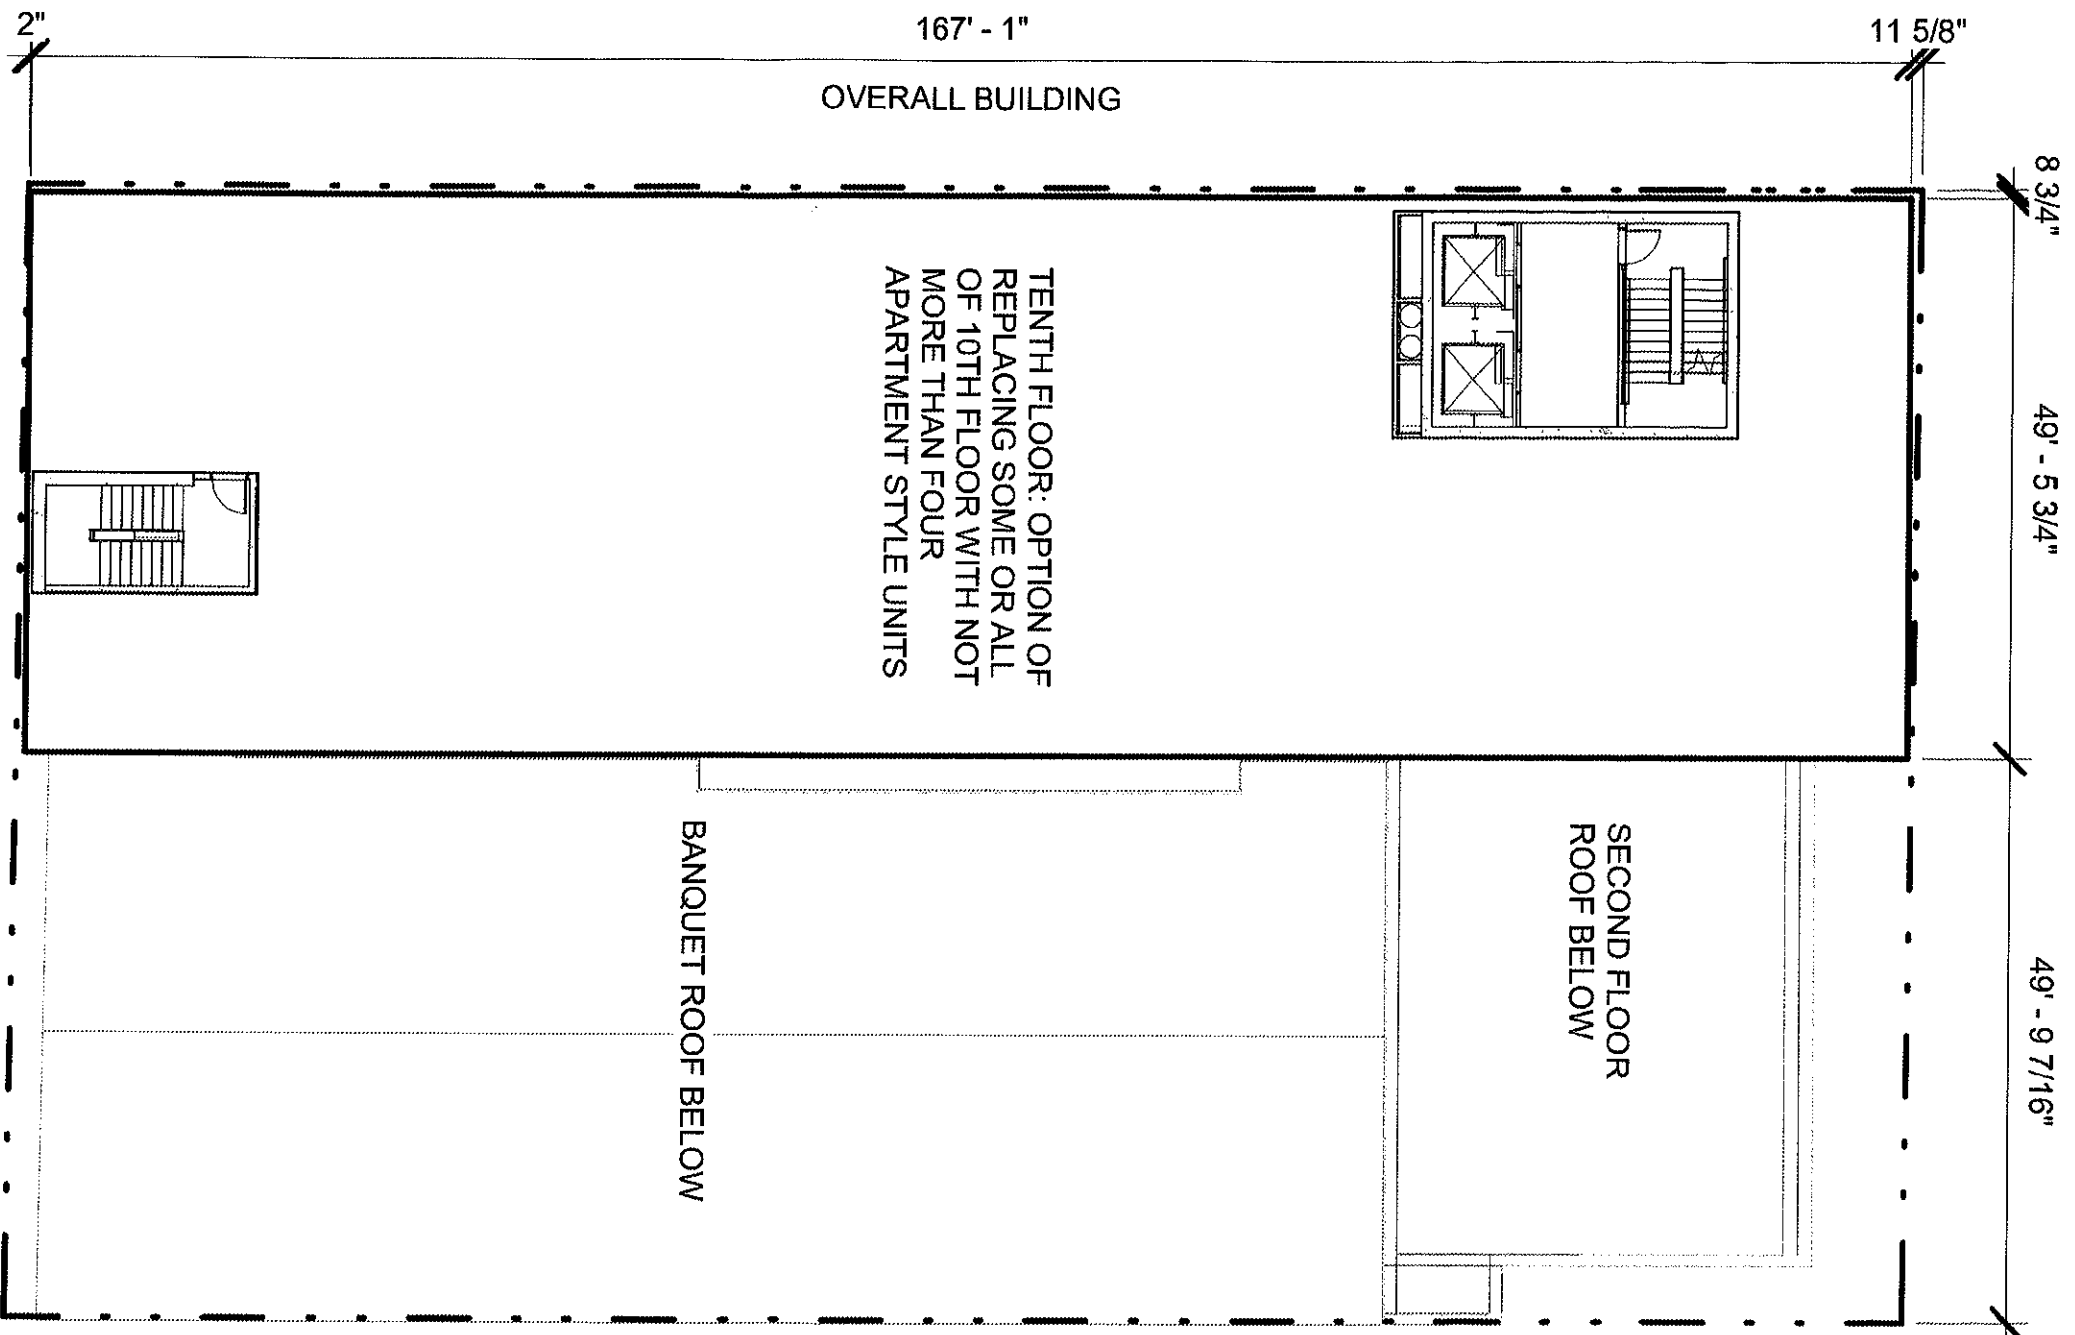 2"
167' - 1"
11 5/8"
OVERALL BUILDING
8 3/4"
49' - 5 3/4"
49' - 9 7/16"
TENTH FLOOR: OPTION OF
REPLACING SOME OR ALL
OF 10TH FLOOR WITH NOT
MORE THAN FOUR
APARTMENT STYLE UNITS
SECOND FLOOR
ROOF BELOW
BANQUET ROOF BELOW